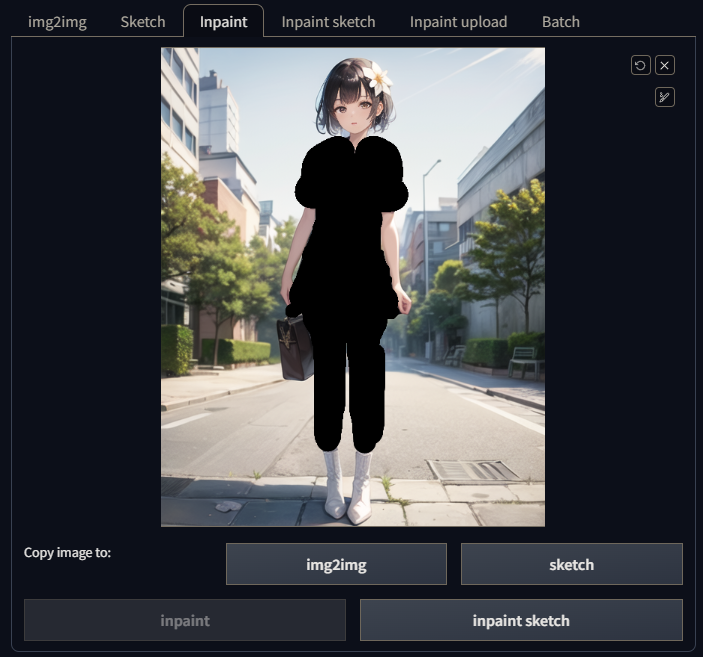 img2img Sketch Inpaint Inpaint sketch Inpaint upload Batch
Copy image to:
img2img sketch
inpaint inpaint sketch